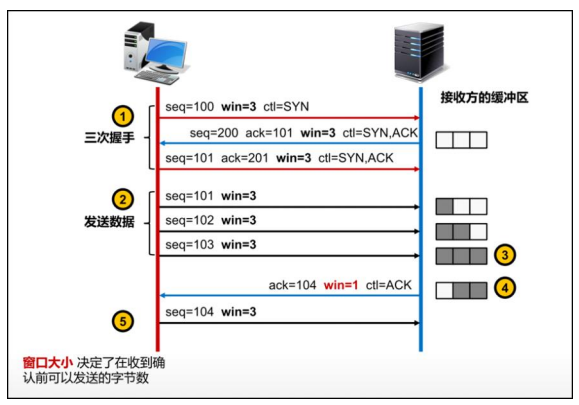 接收方的缓冲区
seq=100 win=3 ctl=SYN
1
三次握手
seq=200 ack=101 win=3 ctl=SYN,ACK
seq=101 ack=201 win=3 ctl=SYN,ACK
2
发送数据
seq=101 win=3
seq=102 win=3
seq=103 win=3
3
ack=104 win=1 ctl=ACK
4
5
seq=104 win=3
窗口大小 决定了在收到确
认前可以发送的字节数